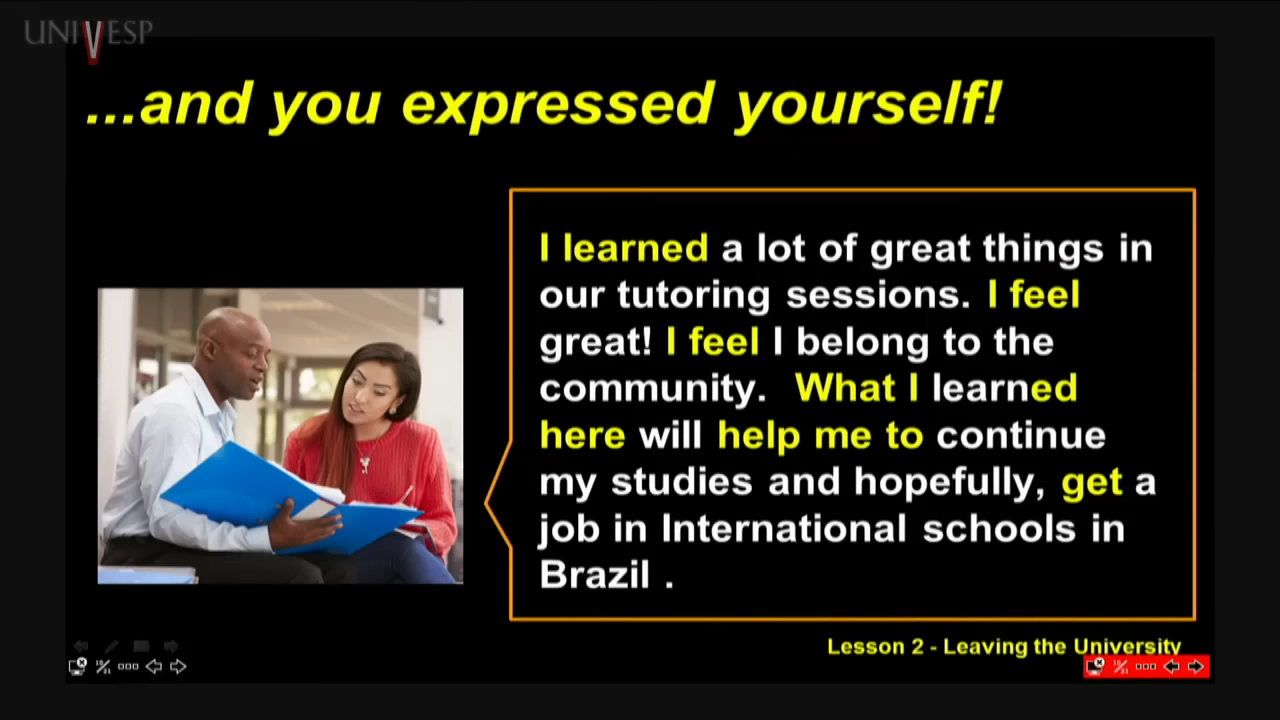 UNIVESP
...and you expressed yourself!
I learned a lot of great things in
our tutoring sessions. I feel
great! I feel I belong to the
community. What I learned
here will help me to continue
my studies and hopefully, get a
job in International schools in
Brazil .
Lesson 2 - Leaving the University